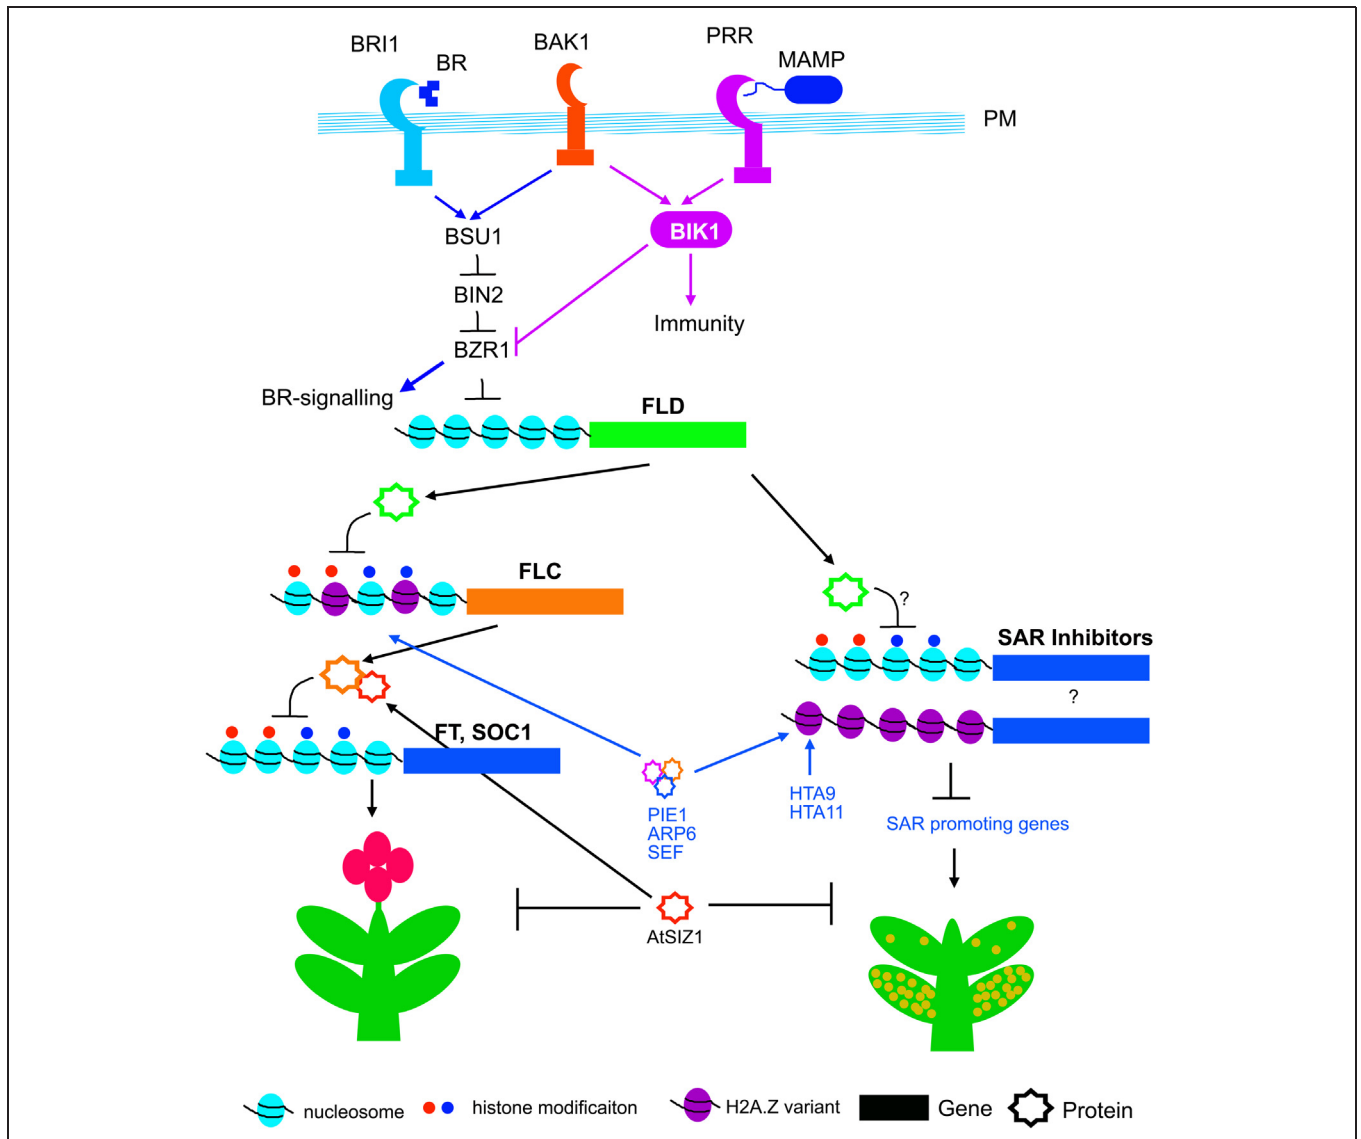 BRI1
BR
BAK1
PRR
MAMP
PM
BSU1
BIK1
BIN2
Immunity
BZR1
BR-signalling
FLD
FLC
?
SAR Inhibitors
?
FT, SOC1
PIE1
ARP6
SEF
HTA9
HTA11
SAR promoting genes
AtSIZ1
nucleosome
histone modificaiton
H2A.Z variant
Gene
Protein